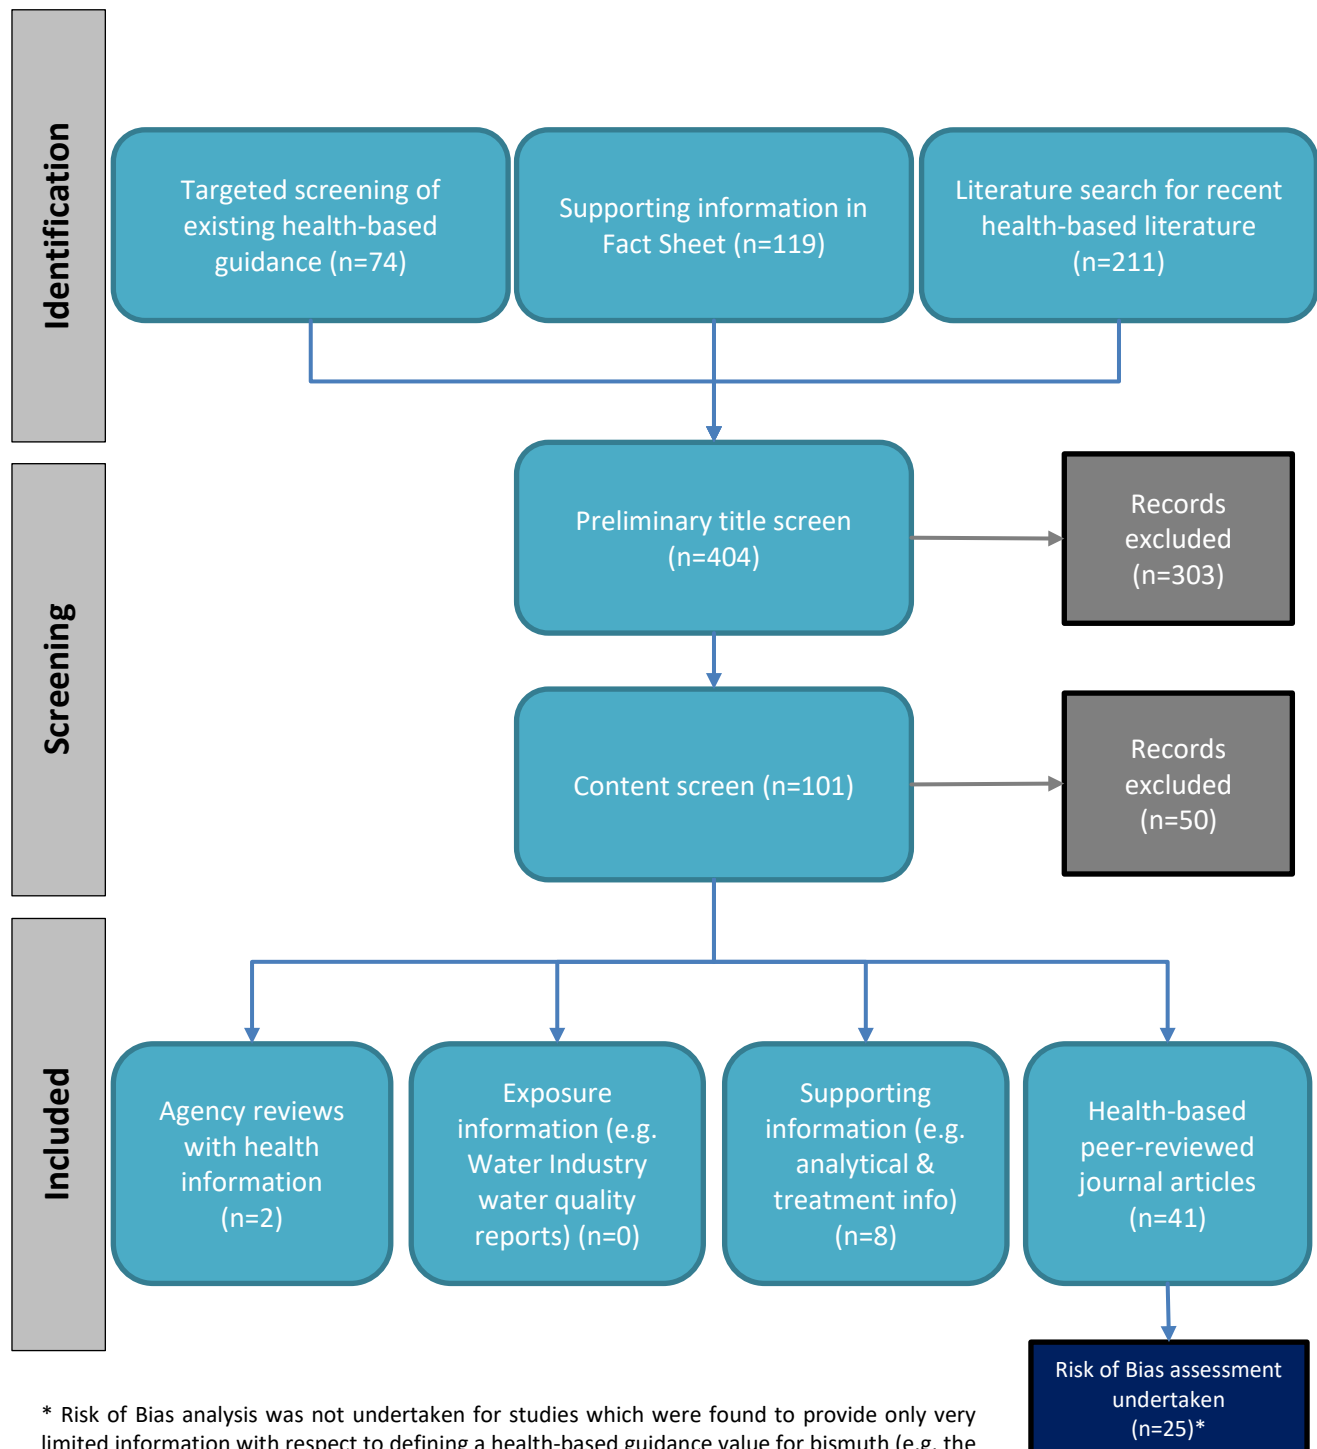 Identification
Targeted screening of
existing health-based
guidance (n=74)
Supporting information in
Fact Sheet (n=119)
Literature search for recent
health-based literature
(n=211)
Screening
Preliminary title screen
(n=404)
Records
excluded
(n=303)
Content screen (n=101)
Records
excluded
(n=50)
Included
Agency reviews
with health
information
(n=2)
Exposure
information (e.g.
Water Industry
water quality
reports) (n=0)
Supporting
information (e.g.
analytical &
treatment info)
(n=8)
Health-based
peer-reviewed
journal articles
(n=41)
Risk of Bias assessment
undertaken
(n=25)*
* Risk of Bias analysis was not undertaken for studies which were found to provide only very
limited information with respect to defining a health-based guidance value for bismuth (e.g. the